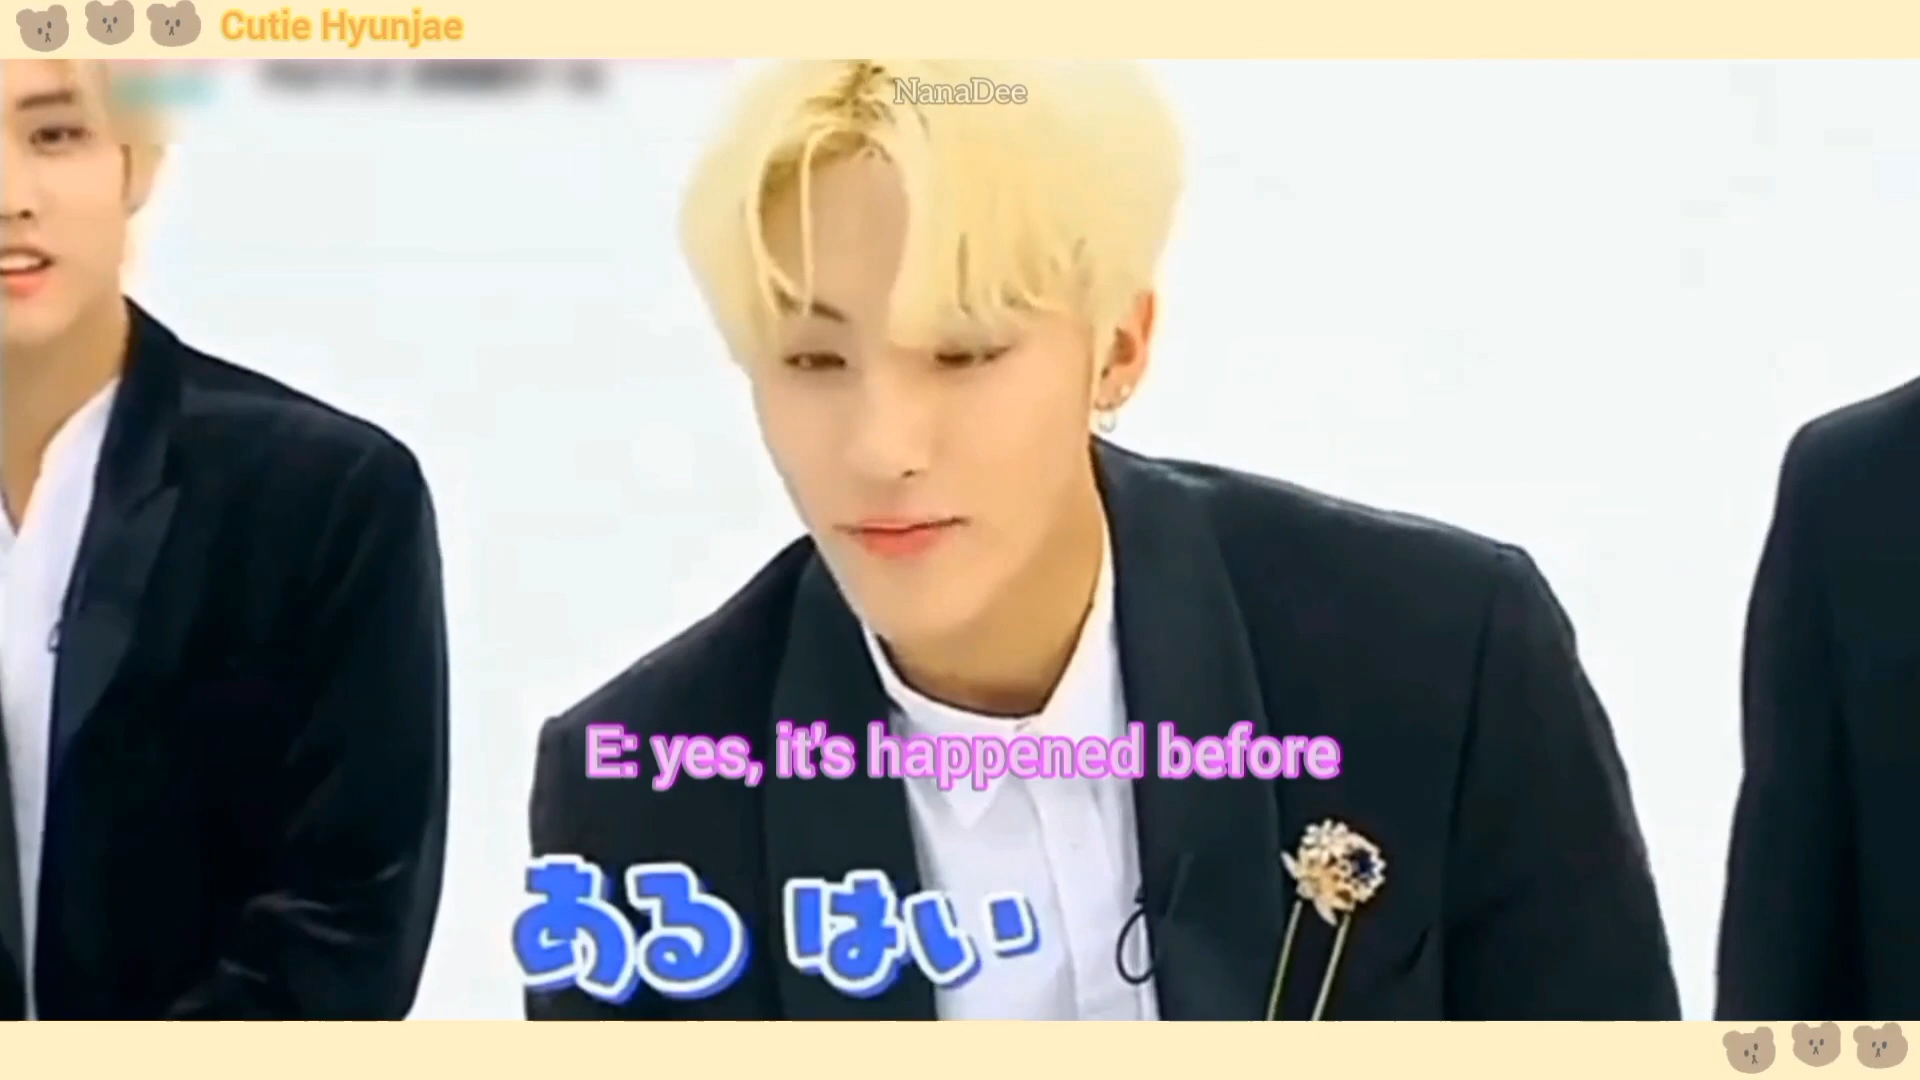 Cutie Hyunjae
NanaDee
E: yes, it's happened before
ある はい